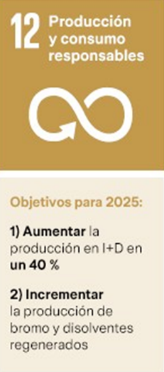 12 Producción
y consumo
responsables
Objetivos para 2025:
1) Aumentar la
producción en I+D en
un 40 %
2) Incrementar
la producción de
bromo y disolventes
regenerados